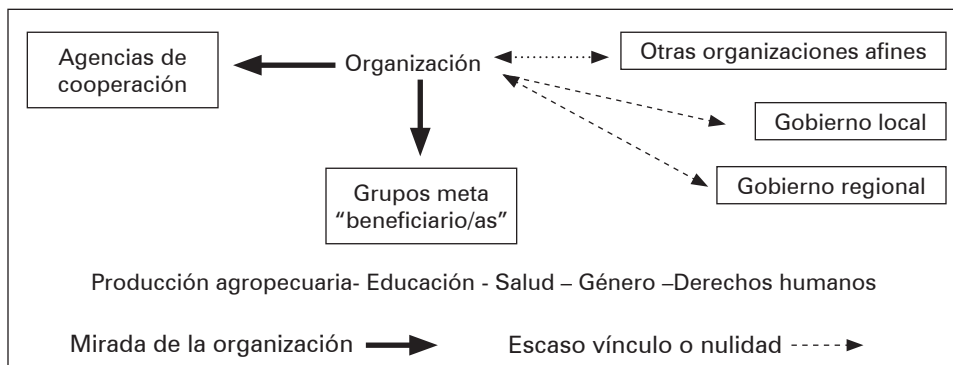 Agencias de
cooperación
Organización
Otras organizaciones afines
Gobierno local
Gobierno regional
Grupos meta
“beneficiario/as”
Producción agropecuaria- Educación - Salud – Género –Derechos humanos
Mirada de la organización
Escaso vínculo o nulidad